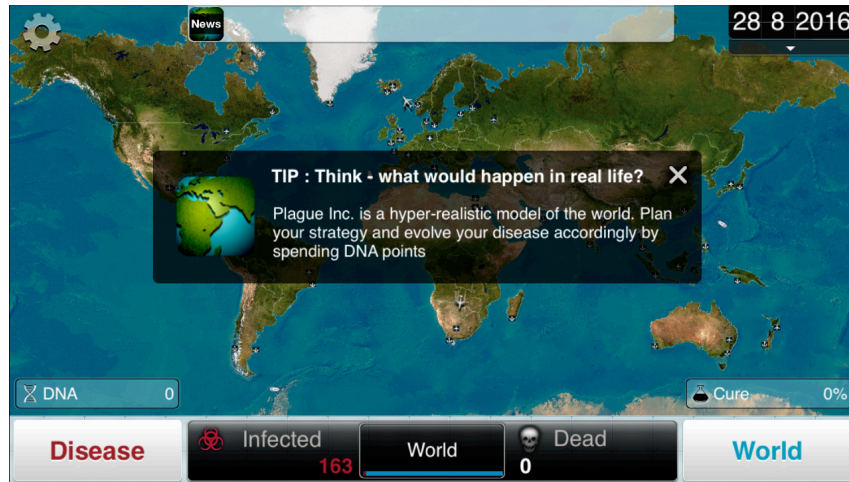 News
28 8 2016
TIP : Think - what would happen in real life?
Plague Inc. is a hyper-realistic model of the world. Plan
your strategy and evolve your disease accordingly by
spending DNA points
DNA 0
Cure 0%
Disease
Infected
163
World
Dead
0
World